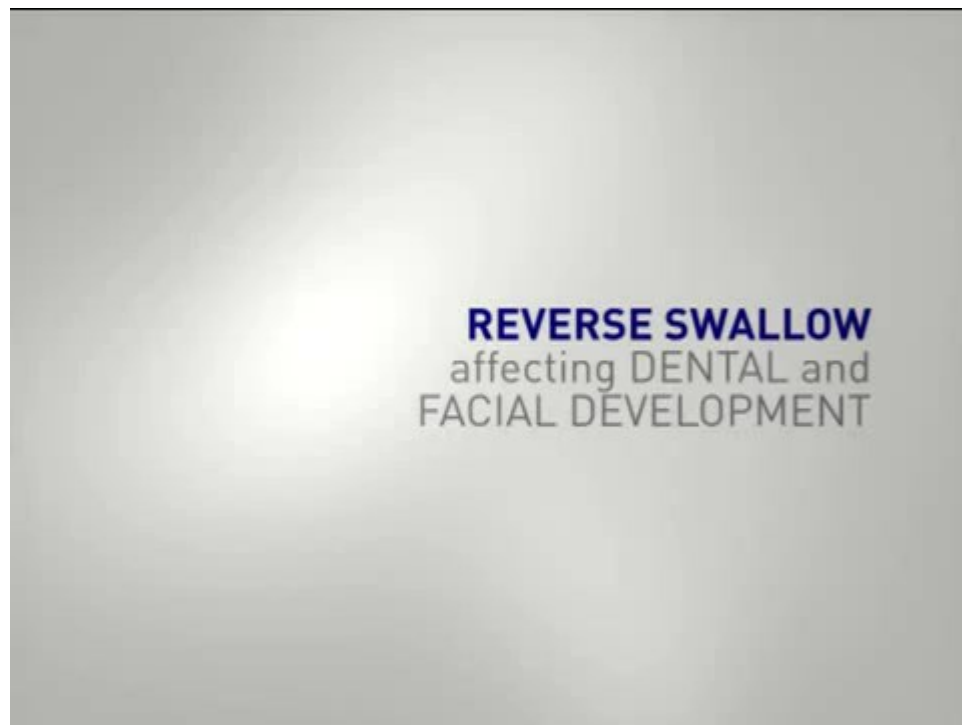 REVERSE SWALLOW
affecting DENTAL and
FACIAL DEVELOPMENT